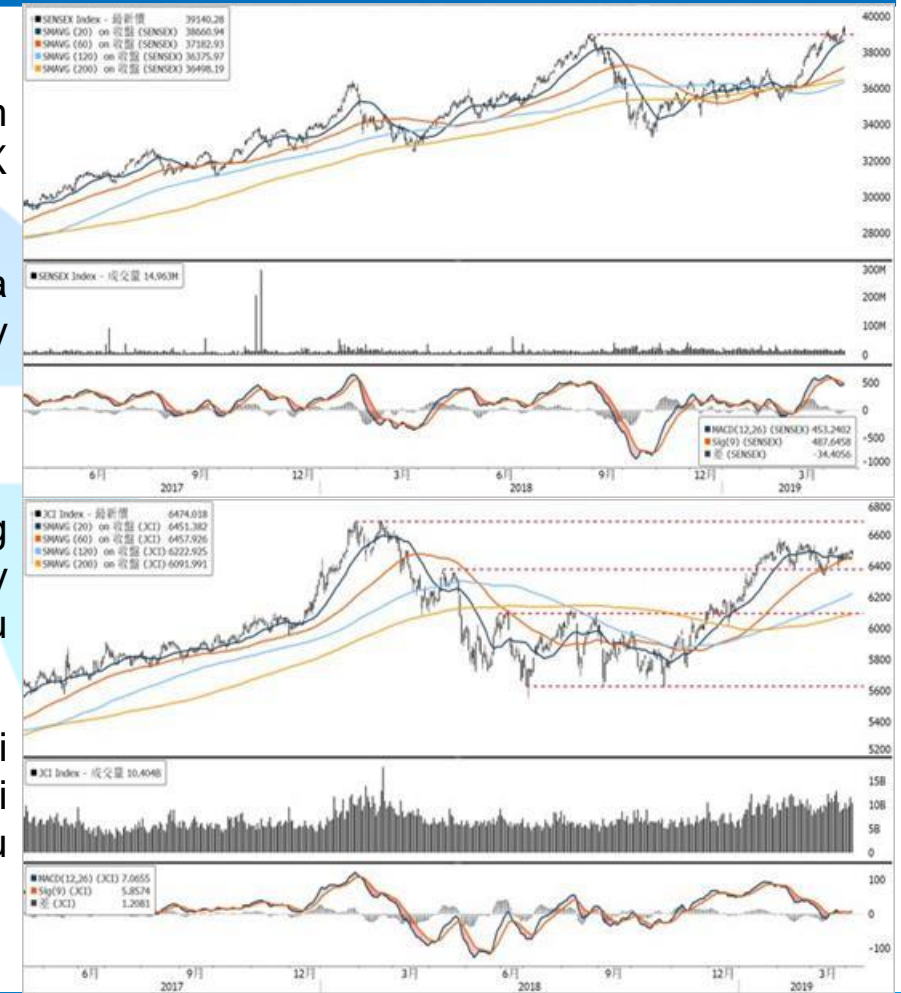 ■SENSEX Index - 最新價 39140.28
■SMAVG (20) on 收盤 (SENSEX) 38660.94
■SMAVG (60) on 收盤 (SENSEX) 37182.93
■SMAVG (120) on 收盤 (SENSEX) 36375.97
■SMAVG (200) on 收盤 (SENSEX) 36498.19
40000
38000
36000
34000
32000
30000
28000
■SENSEX Index - 成交量 14.963M
300M
200M
100M
0
500
0
-500
-1000
■MACD(12,26) (SENSEX) 453.2402
■Sig(9) (SENSEX) 487.6458
■差 (SENSEX) -34.4056
6月 9月 12月 3月 6月 9月 12月 3月
2017 2018 2019
■JCI Index - 最新價 6474.018
■SMAVG (20) on 收盤 (JCI) 6451.382
■SMAVG (60) on 收盤 (JCI) 6457.926
■SMAVG (120) on 收盤 (JCI) 6222.925
■SMAVG (200) on 收盤 (JCI) 6091.991
6800
6600
6400
6200
6000
5800
5600
5400
5200
■JCI Index - 成交量 10.404B
15B
10B
5B
0
■MACD(12,26) (JCI) 7.0655
■Sig(9) (JCI) 5.8574
■差 (JCI) 1.2081
100
0
-100
6月 9月 12月 3月 6月 9月 12月 3月
2017 2018 2019